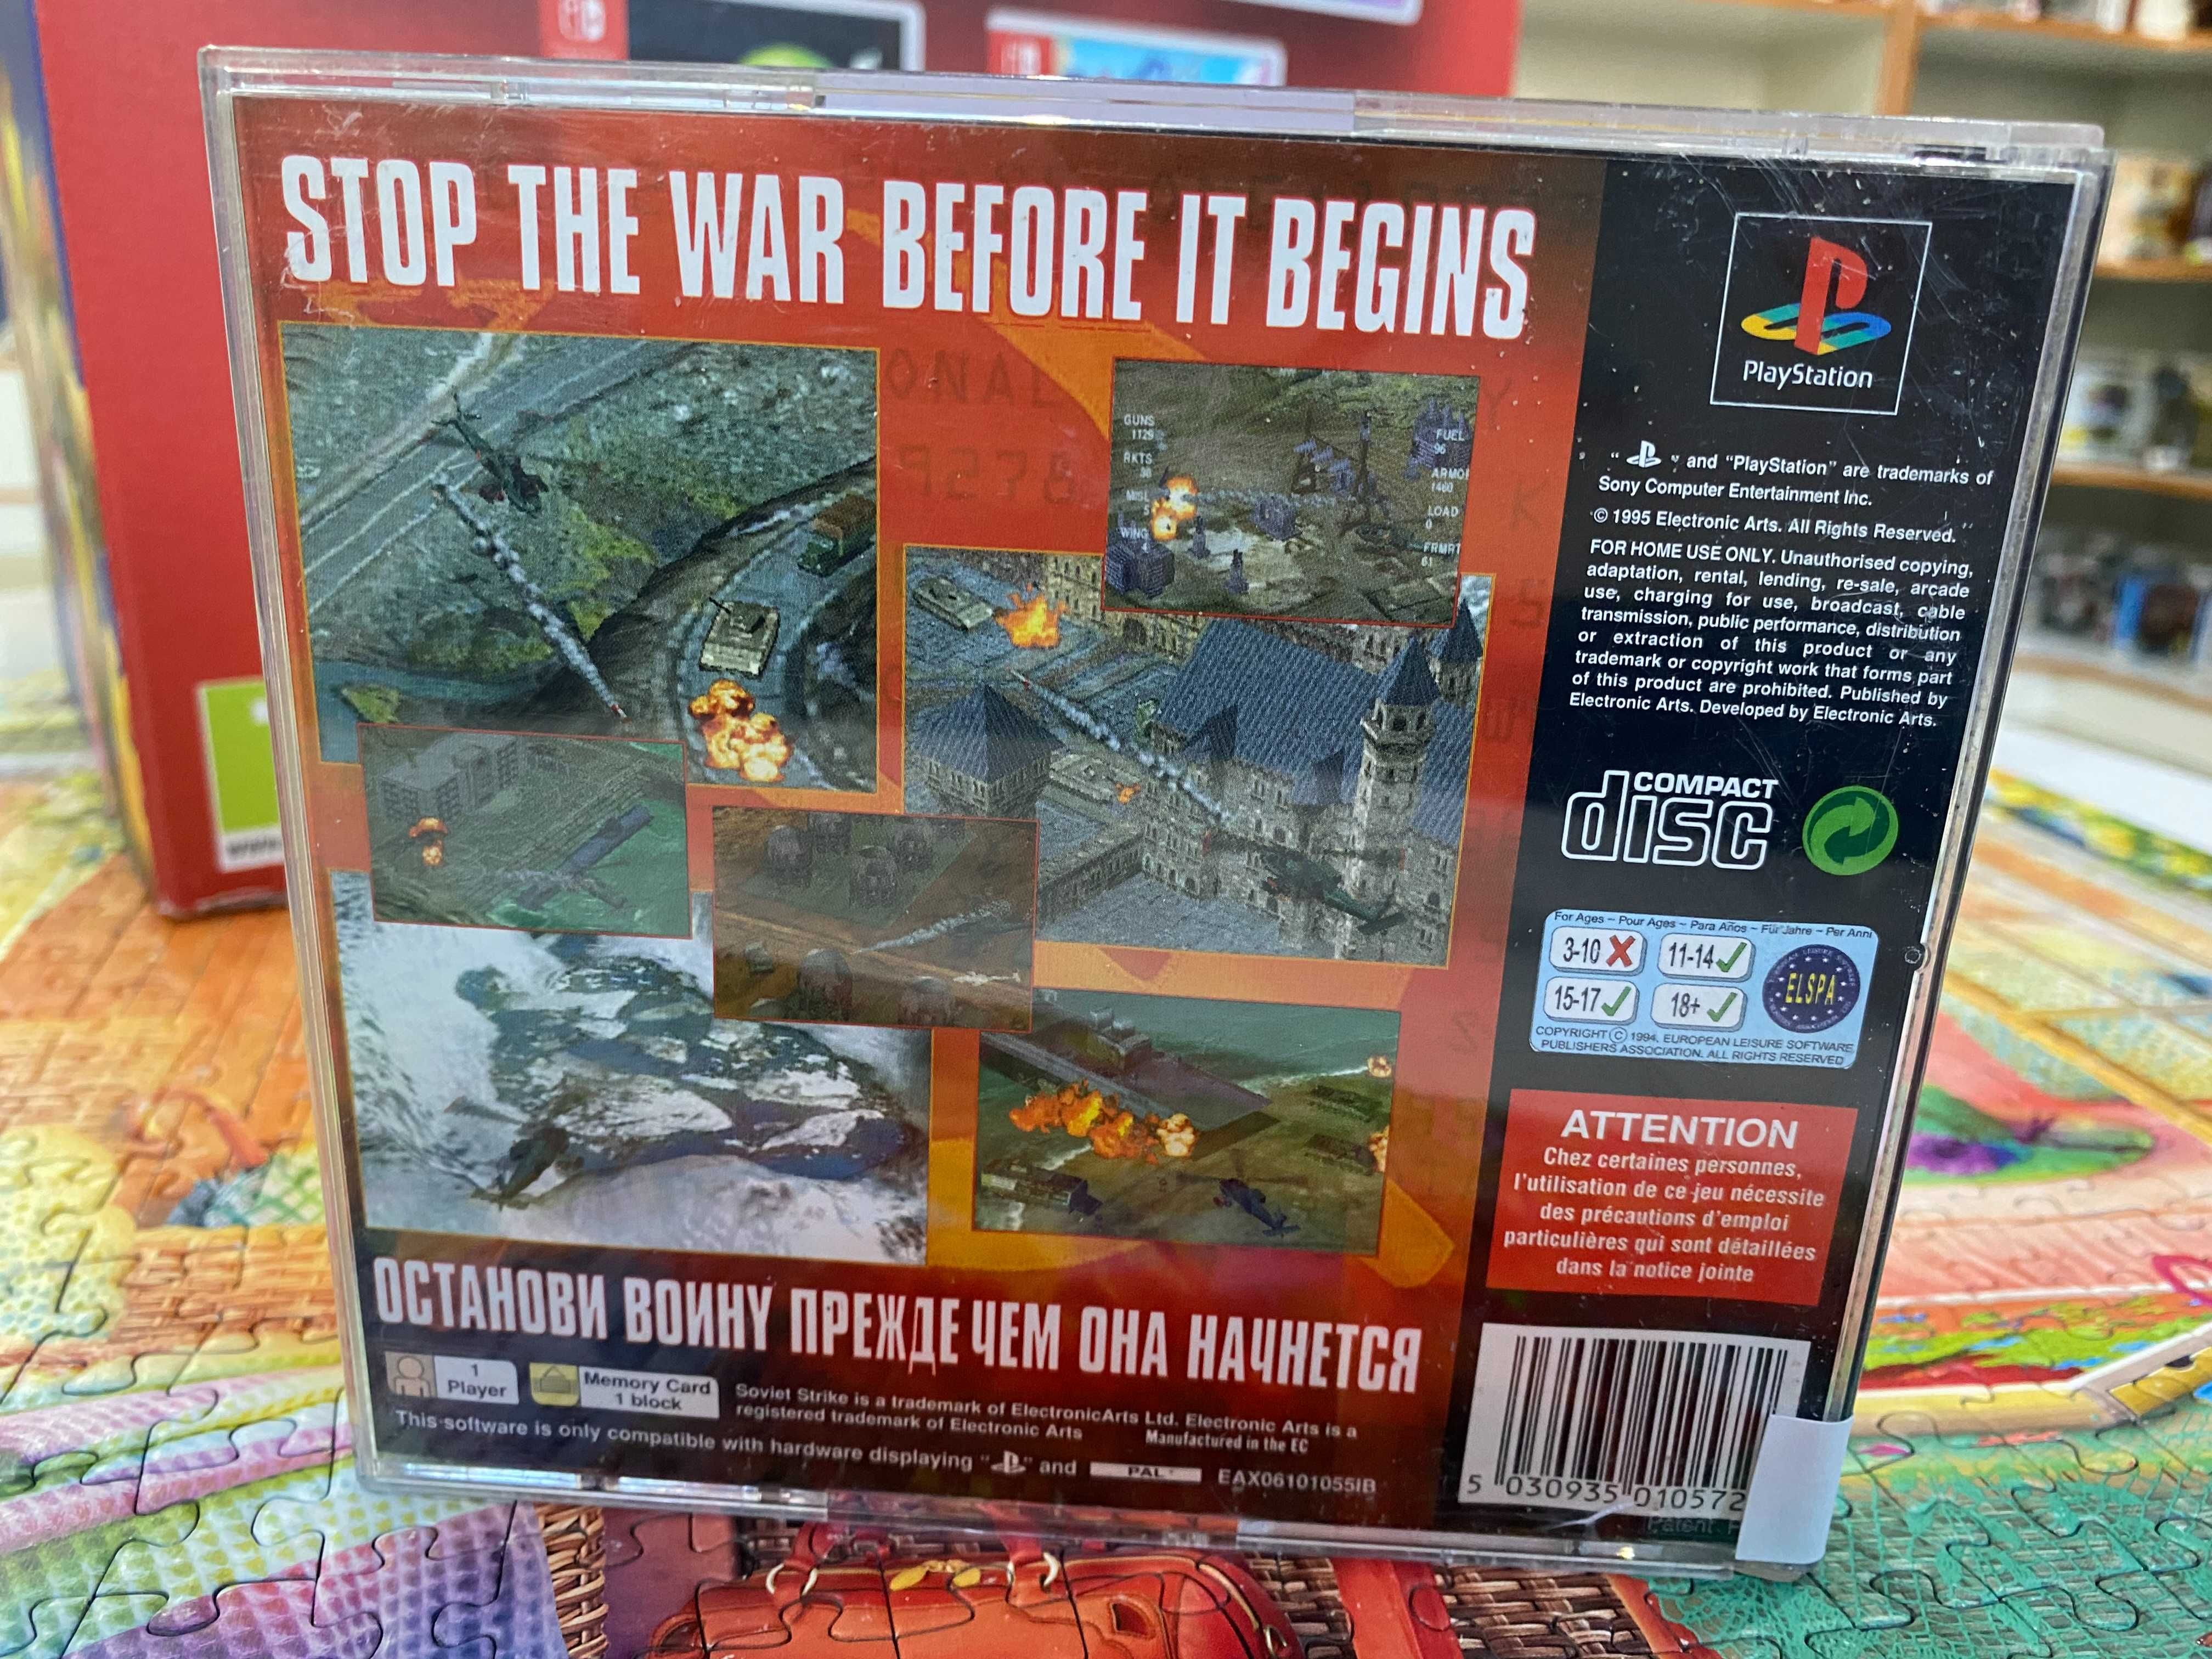 STOP THE WAR BEFORE IT BEGINS
ONAL
9278
GUNS
1129
RKTS
MISL
5
WING
4
FUEL
96
ARMOR
1460
LOAD
0
FRMRT
61
PlayStation
“ ” and “PlayStation” are trademarks of
Sony Computer Entertainment Inc.
© 1995 Electronic Arts. All Rights Reserved.
FOR HOME USE ONLY. Unauthorised copying,
adaptation, rental, lending, re-sale, arcade
use, charging for use, broadcast, cable
transmission, public performance, distribution
or extraction of this product or any
trademark or copyright work that forms part
of this product are prohibited. Published by
Electronic Arts. Developed by Electronic Arts.
COMPACT
disc
For Ages – Pour Ages – Para Años – Für Jahre – Per Anni
3-10 11-14
15-17 18+
ELSPA
COPYRIGHT © 1994. EUROPEAN LEISURE SOFTWARE
PUBLISHERS ASSOCIATION. ALL RIGHTS RESERVED
ATTENTION
Chez certaines personnes,
l'utilisation de ce jeu nécessite
des précautions d'emploi
particulières qui sont détaillées
dans la notice jointe
ОСТАНОВИ ВОИНУ ПРЕЖДЕ ЧЕМ ОНА НАЧНЕТСЯ
1
Player
Memory Card
1 block
Soviet Strike is a trademark of ElectronicArts Ltd. Electronic Arts is a
registered trademark of Electronic Arts
Manufactured in the EC
This software is only compatible with hardware displaying “ ” and PAL
EAX06101055IB
5 030935 010572
Patent
www.